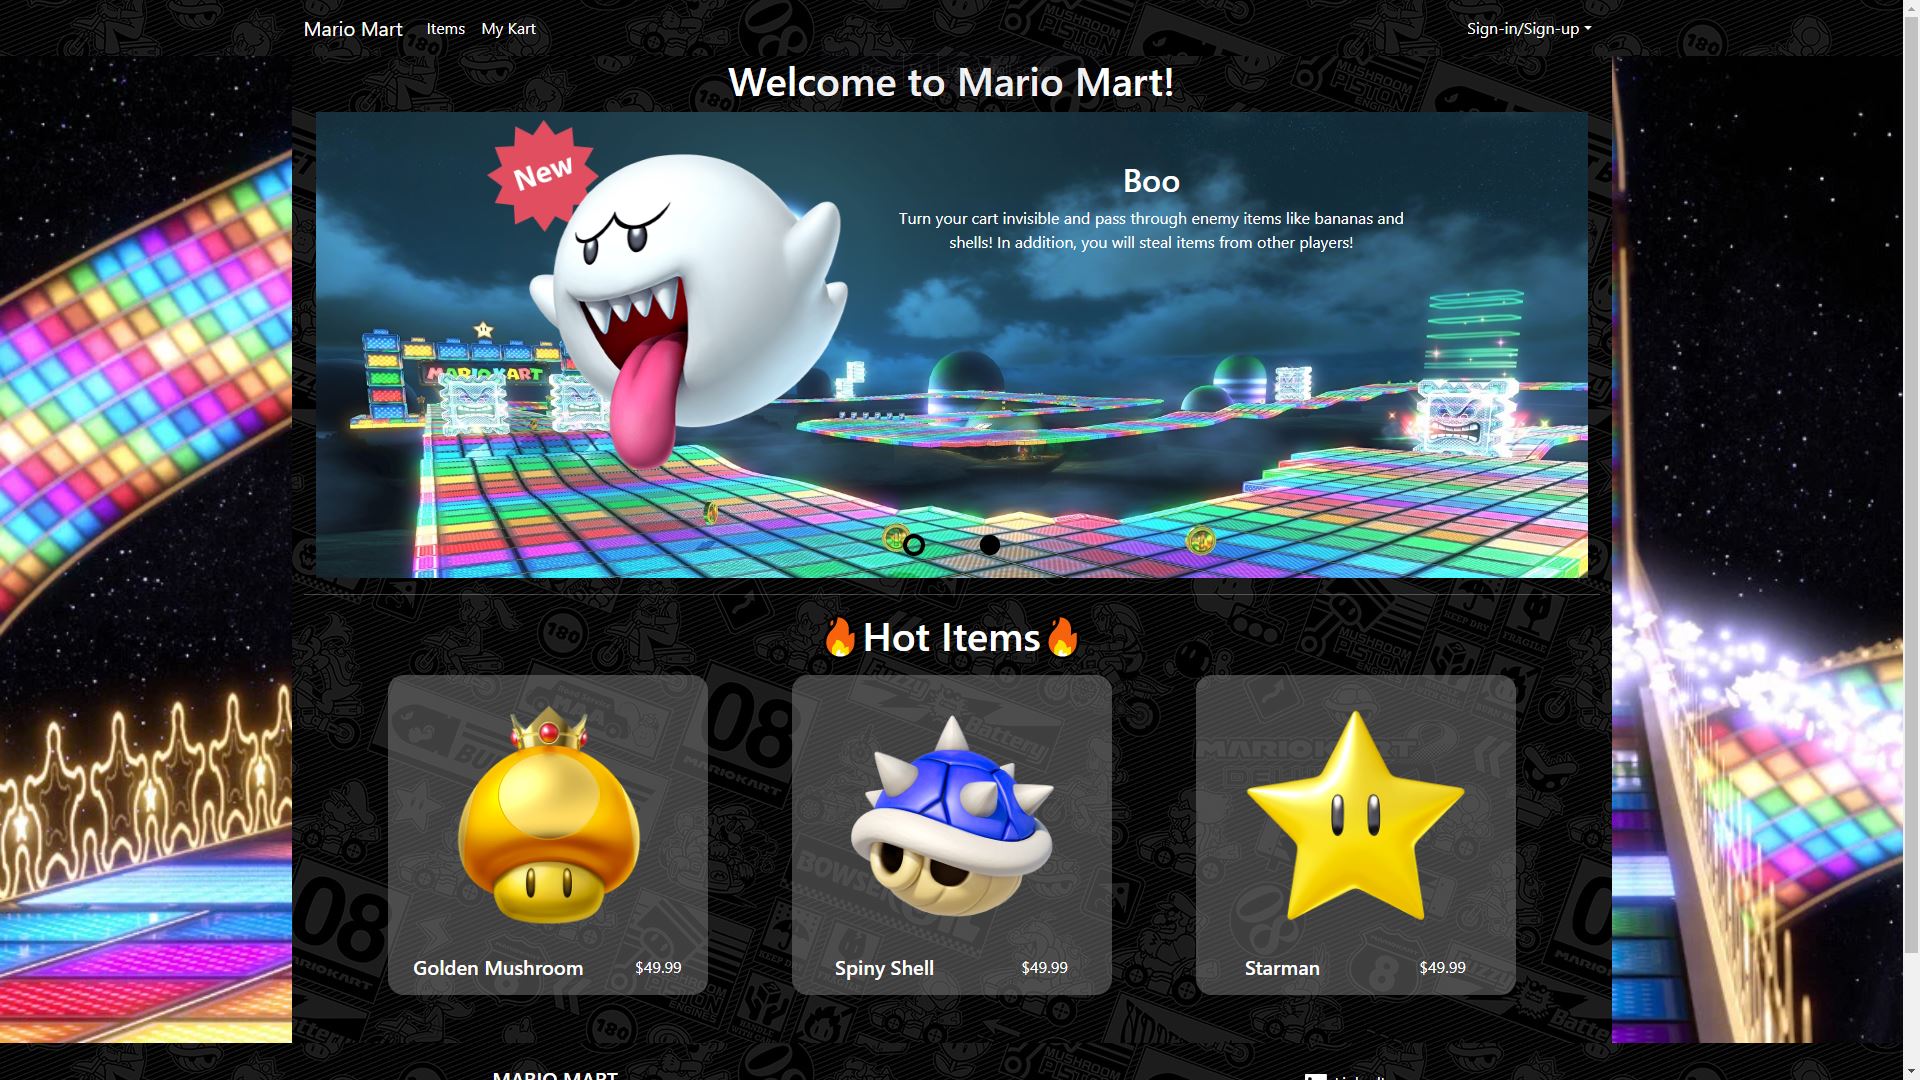 Mario Mart
Items
My Kart
Sign-in/Sign-up
Welcome to Mario Mart!
New
Boo
Turn your cart invisible and pass through enemy items like bananas and
shells! In addition, you will steal items from other players!
MARIO KART
🔥Hot Items🔥
Golden Mushroom
$49.99
Spiny Shell
$49.99
Starman
$49.99
MARIO MART